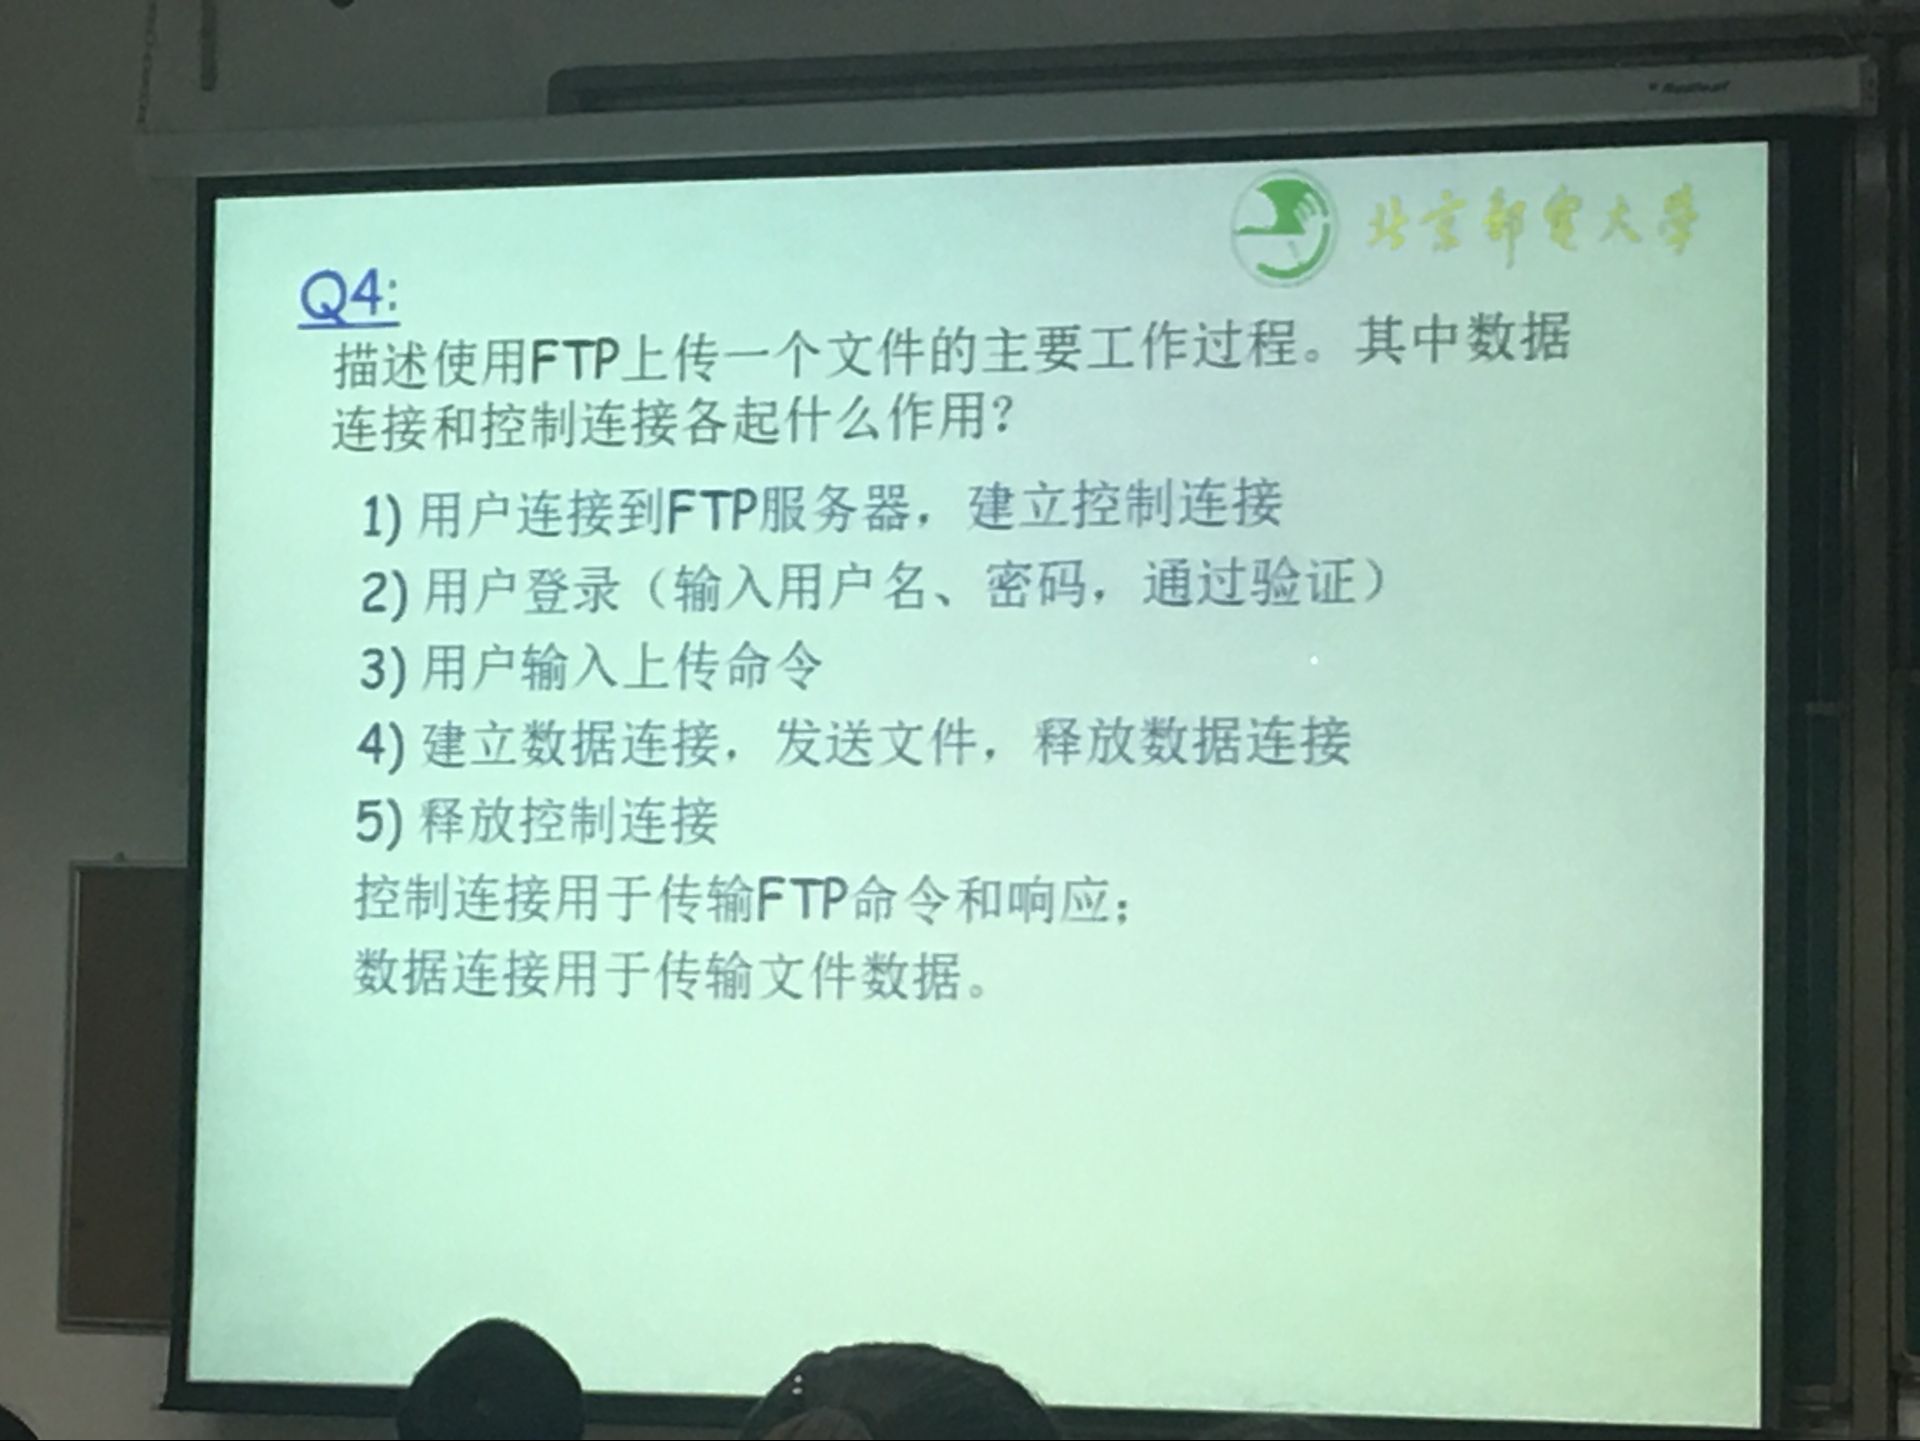 北京邮电大学
Q4:
描述使用FTP上传一个文件的主要工作过程。其中数据
连接和控制连接各起什么作用？
1) 用户连接到FTP服务器，建立控制连接
2) 用户登录（输入用户名、密码，通过验证）
3) 用户输入上传命令
4) 建立数据连接，发送文件，释放数据连接
5) 释放控制连接
控制连接用于传输FTP命令和响应；
数据连接用于传输文件数据。